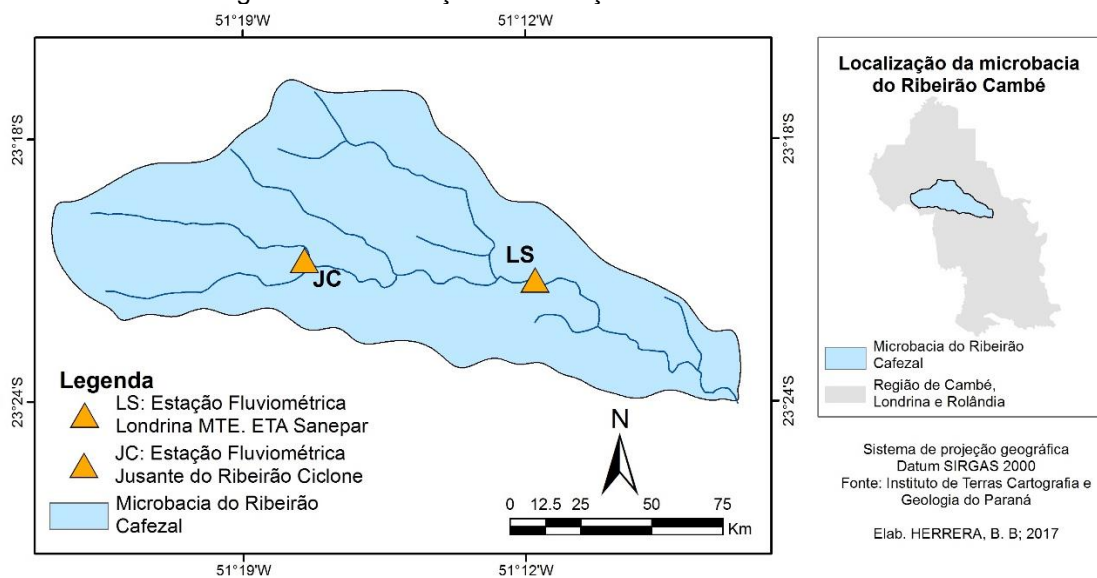 51°19'W
51°12'W
23°18'S
23°18'S
LS
JC
23°24'S
23°24'S
Legenda
LS: Estação Fluviométrica
Londrina MTE. ETA Sanepar
JC: Estação Fluviométrica
Jusante do Ribeirão Ciclone
Microbacia do Ribeirão
Cafezal
N
0 12.5 25 50 75
Km
51°19'W
51°12'W
Localização da microbacia
do Ribeirão Cambé
Microbacia do Ribeirão
Cafezal
Região de Cambé,
Londrina e Rolândia
Sistema de projeção geográfica
Datum SIRGAS 2000
Fonte: Instituto de Terras Cartografia e
Geologia do Paraná
Elab. HERRERA, B. B; 2017